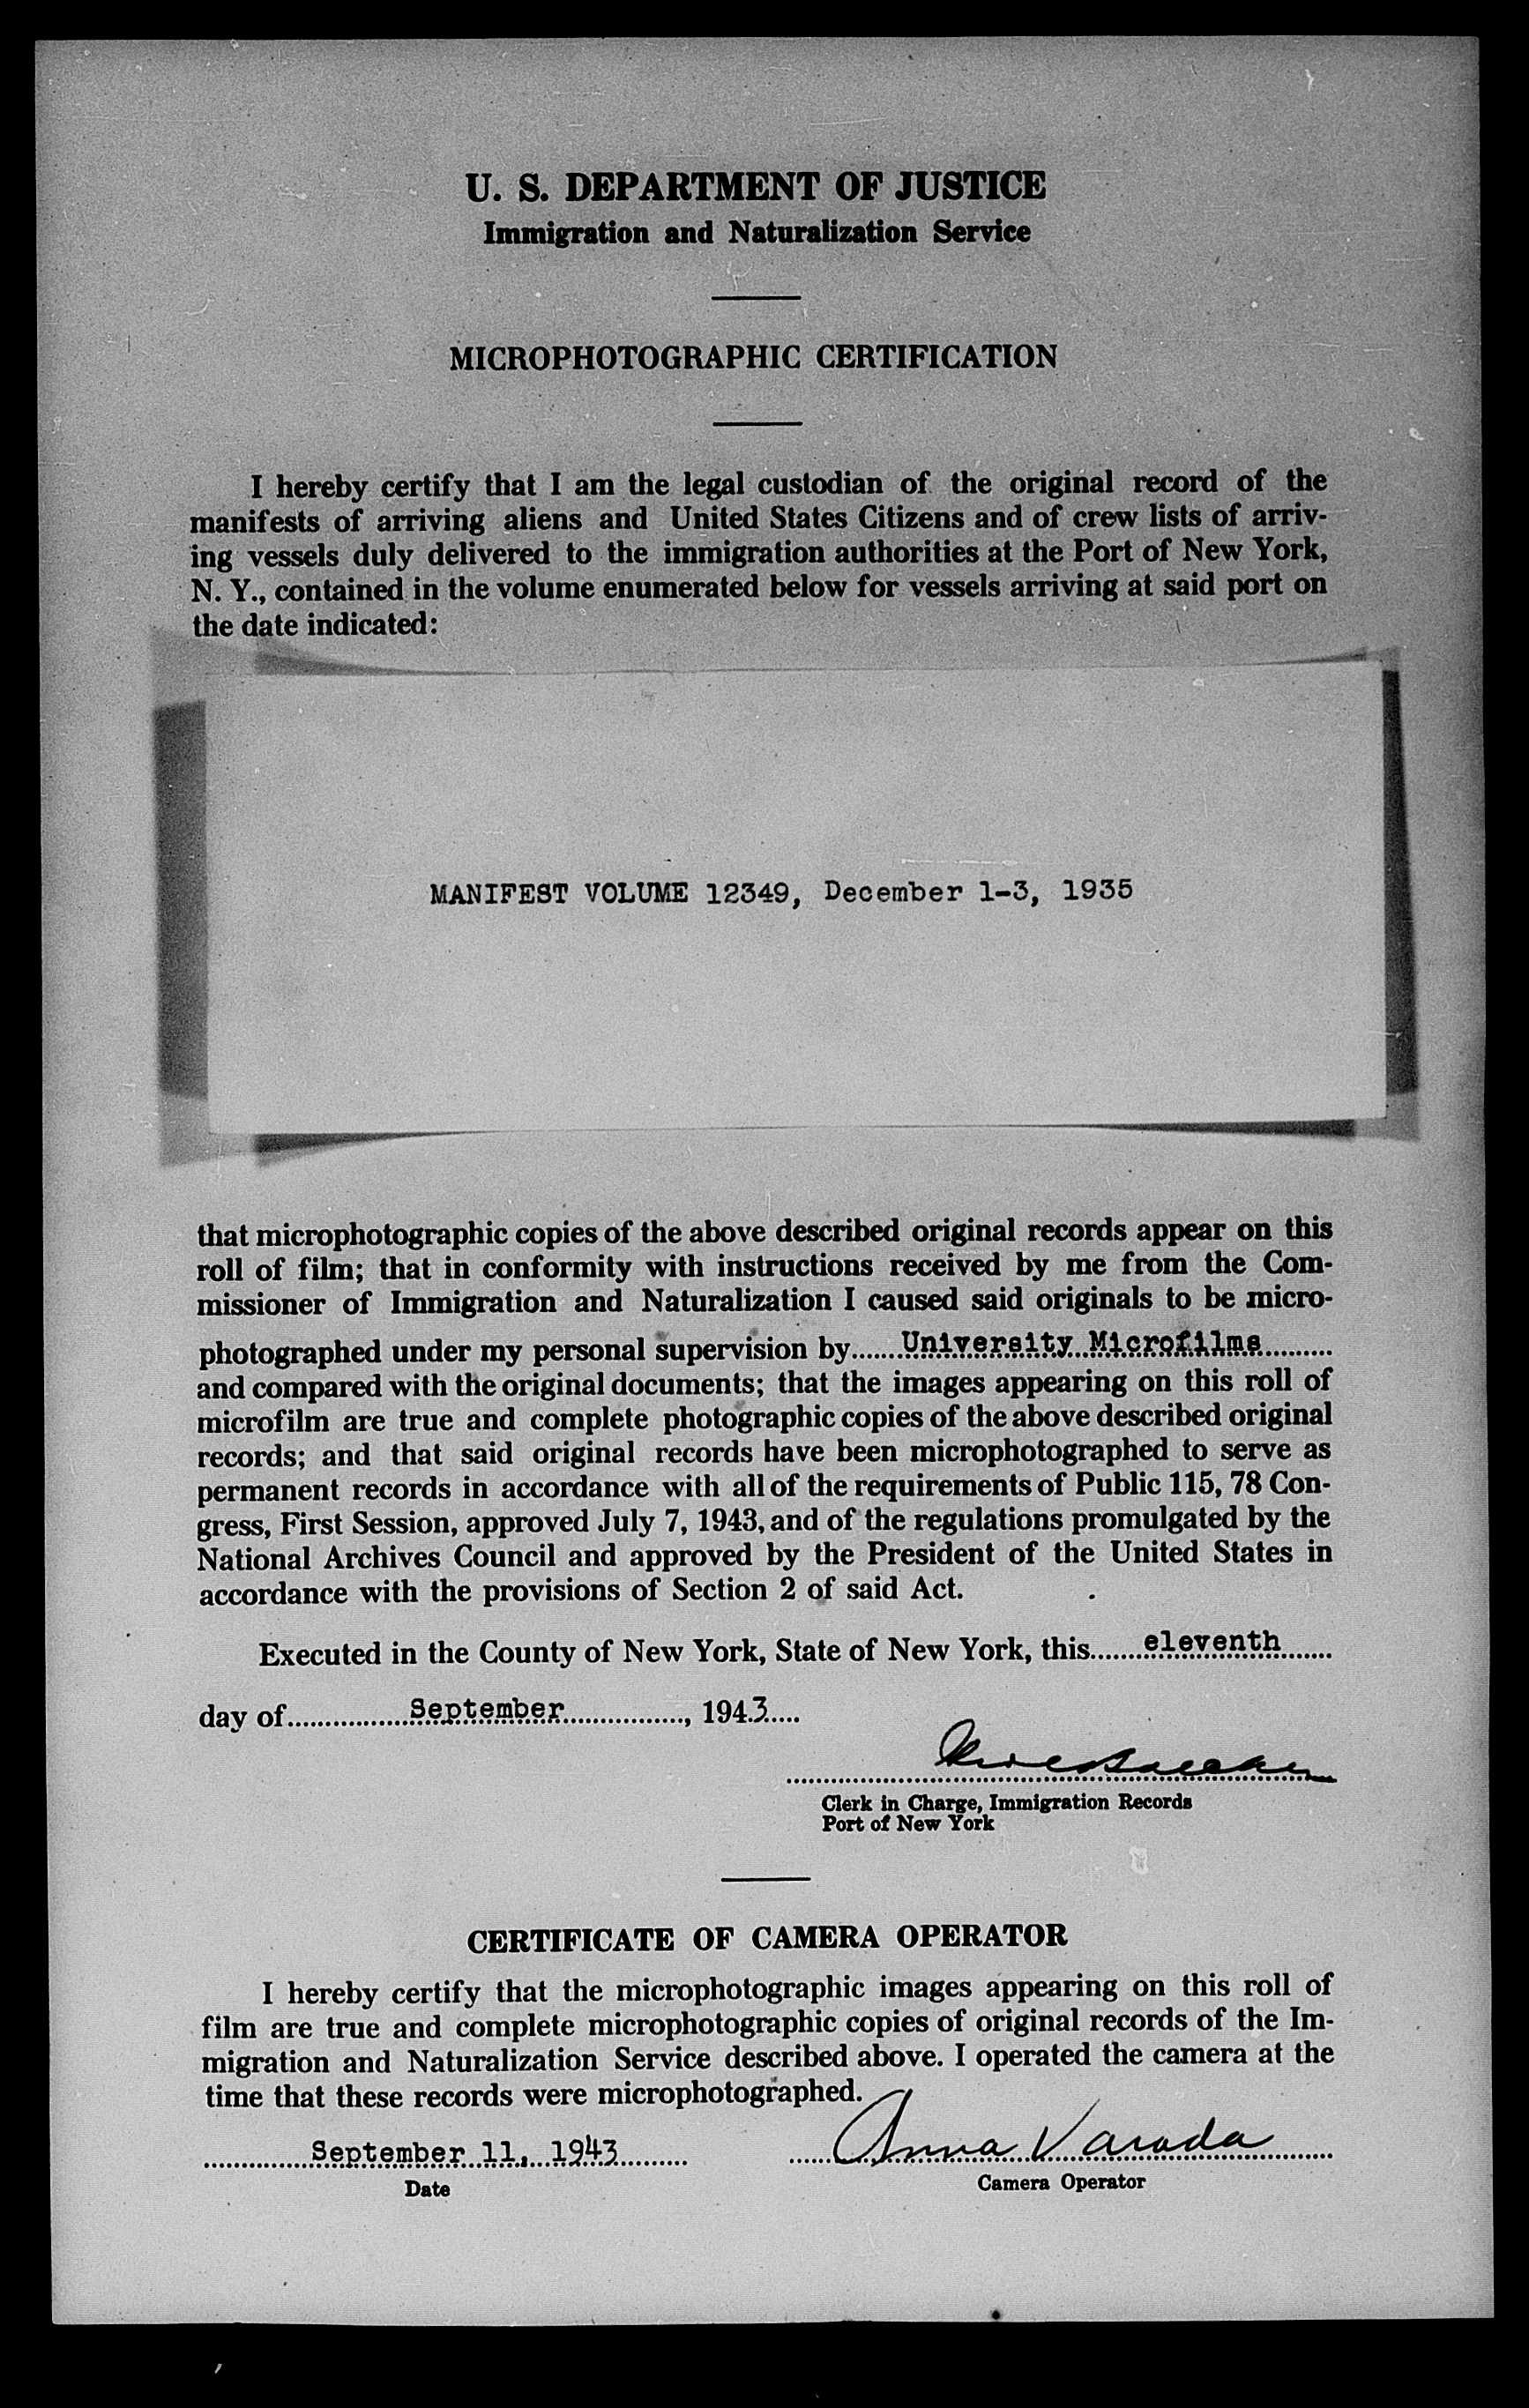 U. S. DEPARTMENT OF JUSTICE
Immigration and Naturalization Service
MICROPHOTOGRAPHIC CERTIFICATION
I hereby certify that I am the legal custodian of the original record of the
manifests of arriving aliens and United States Citizens and of crew lists of arriv-
ing vessels duly delivered to the immigration authorities at the Port of New York,
N. Y., contained in the volume enumerated below for vessels arriving at said port on
the date indicated:
MANIFEST VOLUME 12349, December 1-3, 1935
that microphotographic copies of the above described original records appear on this
roll of film; that in conformity with instructions received by me from the Com-
missioner of Immigration and Naturalization I caused said originals to be micro-
photographed under my personal supervision by.......University Microfilms..........
and compared with the original documents; that the images appearing on this roll of
microfilm are true and complete photographic copies of the above described original
records; and that said original records have been microphotographed to serve as
permanent records in accordance with all of the requirements of Public 115, 78 Con-
gress, First Session, approved July 7, 1943, and of the regulations promulgated by the
National Archives Council and approved by the President of the United States in
accordance with the provisions of Section 2 of said Act.
Executed in the County of New York, State of New York, this.......eleventh.......
day of................September................, 1943.....
Clerk in Charge, Immigration Records
Port of New York
CERTIFICATE OF CAMERA OPERATOR
I hereby certify that the microphotographic images appearing on this roll of
film are true and complete microphotographic copies of original records of the Im-
migration and Naturalization Service described above. I operated the camera at the
time that these records were microphotographed.
September 11, 1943 Anna Varada
Date Camera Operator